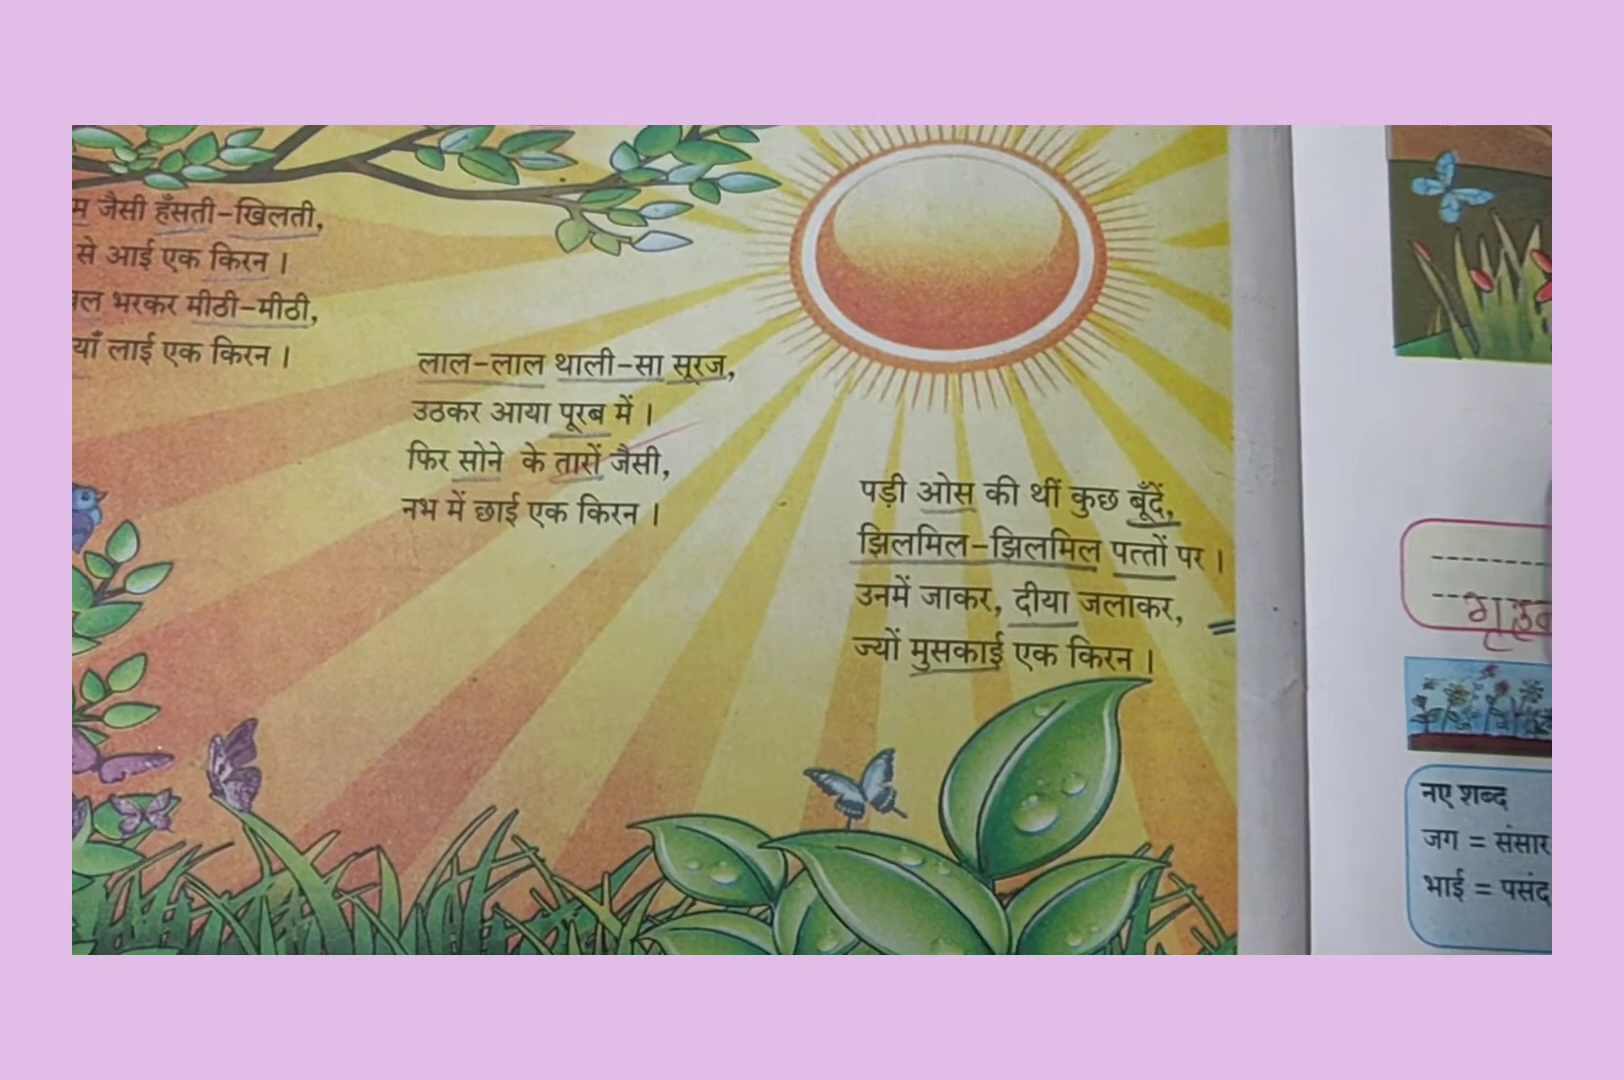 जैसी हँसती-खिलती,
से आई एक किरन ।
भरकर मीठी-मीठी,
लाई एक किरन ।
लाल-लाल थाली-सा सूरज,
उठकर आया पूरब में ।
फिर सोने के तारों जैसी,
नभ में छाई एक किरन ।
पड़ी ओस की थीं कुछ बूँदें,
झिलमिल-झिलमिल पत्तों पर ।
उनमें जाकर, दीया जलाकर,
ज्यों मुसकाई एक किरन ।
नए शब्द
जग = संसार
भाई = पसंद